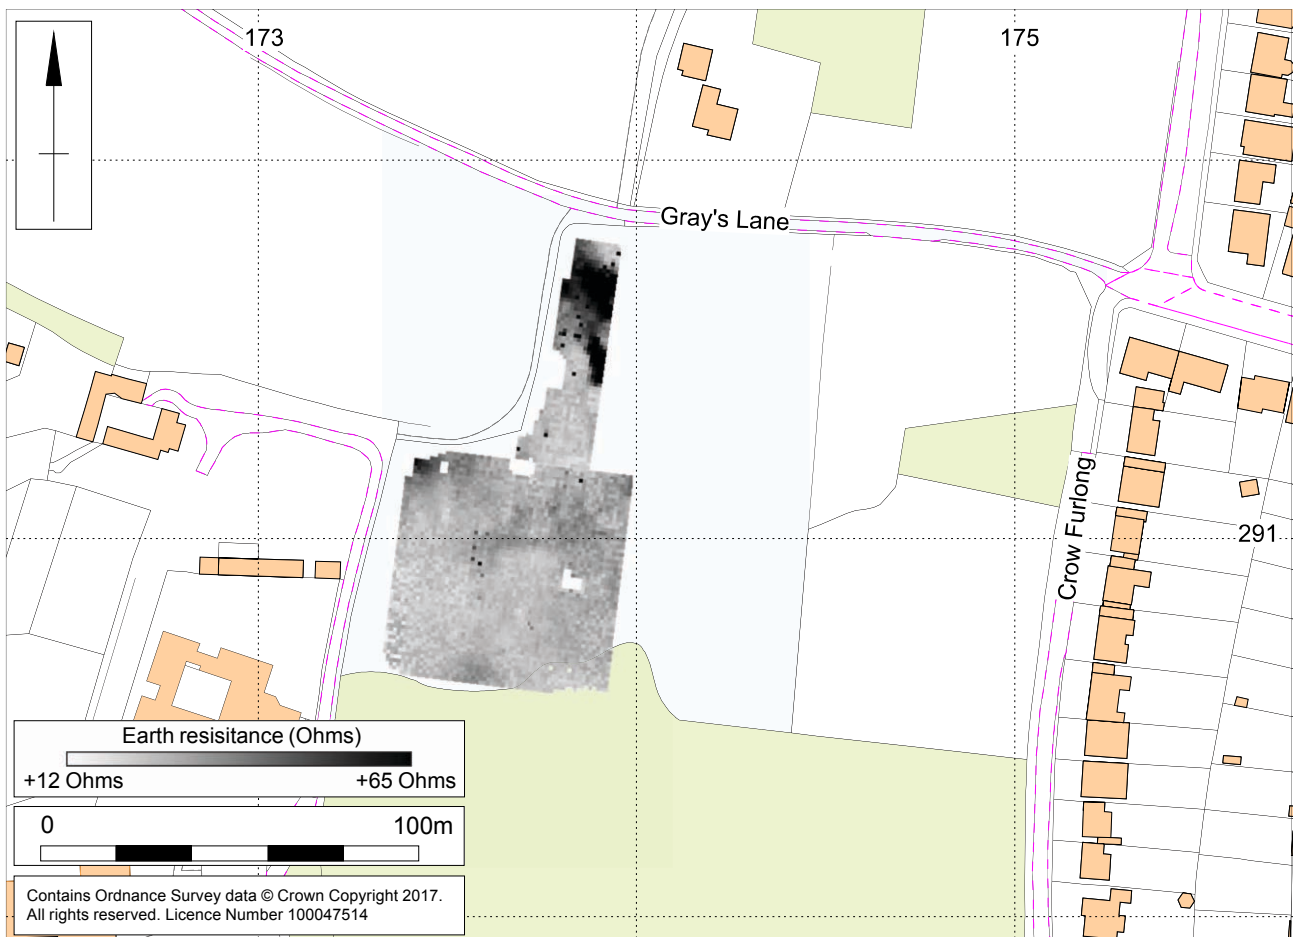 173
175
Gray's Lane
Crow Furlong
291
Earth resisitance (Ohms)
+12 Ohms +65 Ohms
0 100m
Contains Ordnance Survey data © Crown Copyright 2017.
All rights reserved. Licence Number 100047514